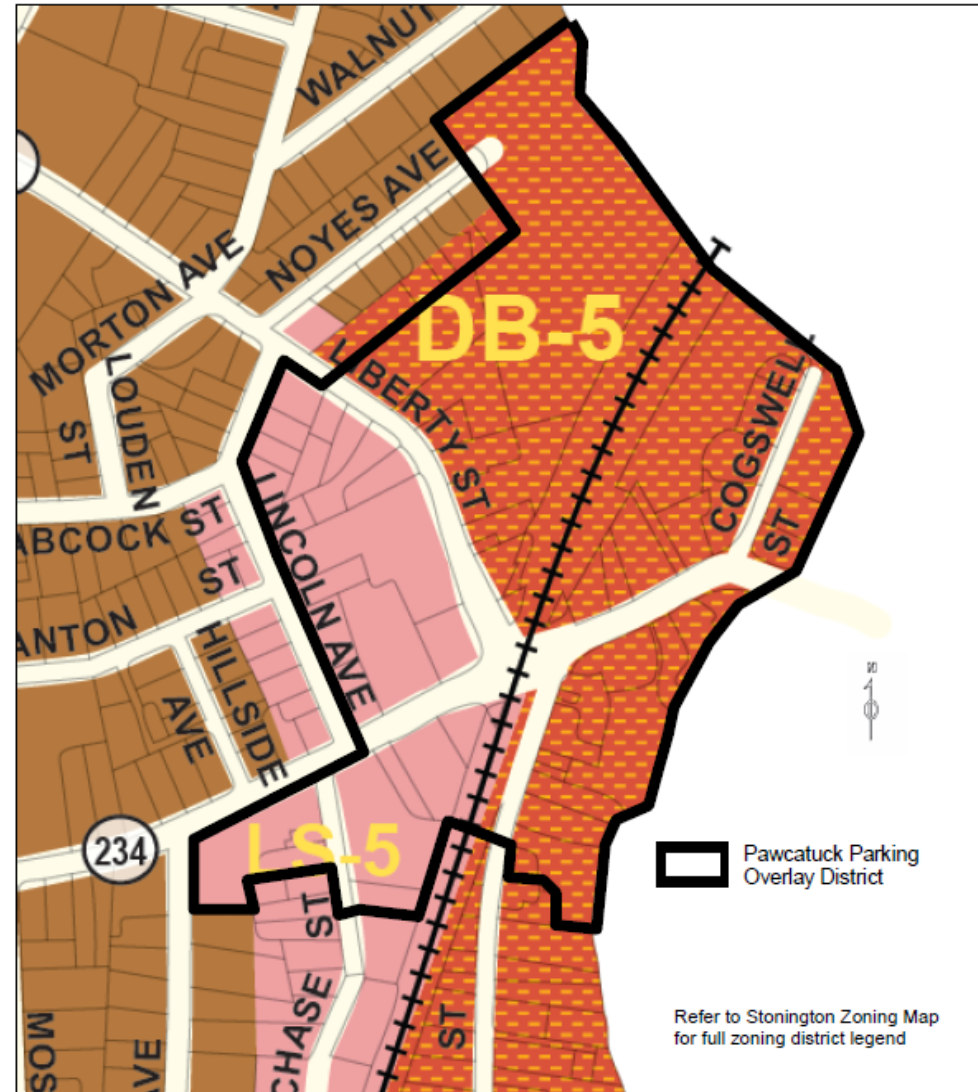 WALNUT
NOYES AVE
MORTON AVE
LOUDEN
ST
DB-5
LIBERTY ST
COGSWELL
ST
ABCOCK ST
LINCOLN AVE
ANTON ST
HILLSIDE
AVE
N
234
LS-5
Pawcatuck Parking
Overlay District
CHASE ST
ST
MOS
AVE
Refer to Stonington Zoning Map
for full zoning district legend